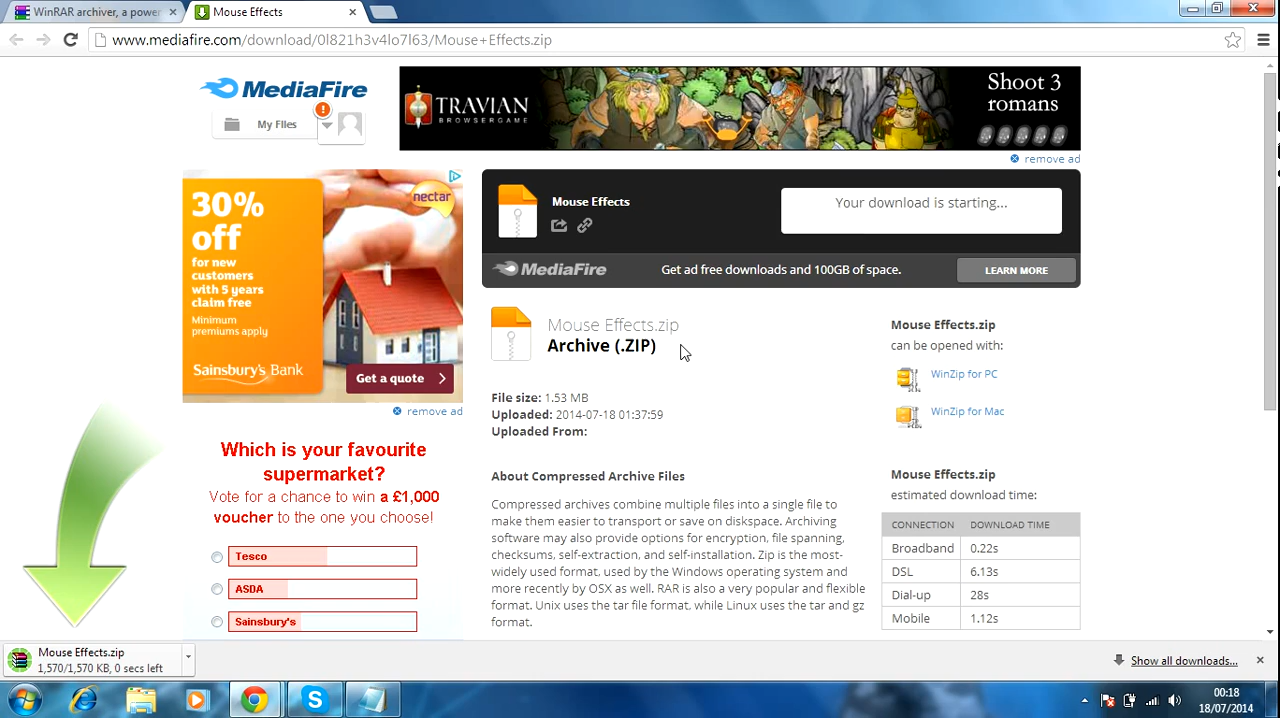 WinRAR archiver, a powe
Mouse Effects
www.mediafire.com/download/0l821h3v4lo7l63/Mouse+Effects.zip
MediaFire
My Files
TRAVIAN
BROWSERGAME
Shoot 3
romans
remove ad
30%
off
for new
customers
with 5 years
claim free
Minimum
premiums apply
nectar
Sainsbury's Bank
Get a quote
remove ad
Mouse Effects
Your download is starting...
MediaFire
Get ad free downloads and 100GB of space.
LEARN MORE
Mouse Effects.zip
Archive (.ZIP)
File size: 1.53 MB
Uploaded: 2014-07-18 01:37:59
Uploaded From:
Mouse Effects.zip
can be opened with:
WinZip for PC
WinZip for Mac
Which is your favourite
supermarket?
Vote for a chance to win a £1,000
voucher to the one you choose!
Tesco
ASDA
Sainsbury's
About Compressed Archive Files
Compressed archives combine multiple files into a single file to
make them easier to transport or save on diskspace. Archiving
software may also provide options for encryption, file spanning,
checksums, self-extraction, and self-installation. Zip is the most-
widely used format, used by the Windows operating system and
more recently by OSX as well. RAR is also a very popular and flexible
format. Unix uses the tar file format, while Linux uses the tar and gz
format.
Mouse Effects.zip
estimated download time:
CONNECTION DOWNLOAD TIME
Broadband 0.22s
DSL 6.13s
Dial-up 28s
Mobile 1.12s
Mouse Effects.zip
1,570/1,570 KB, 0 secs left
Show all downloads...
00:18
18/07/2014